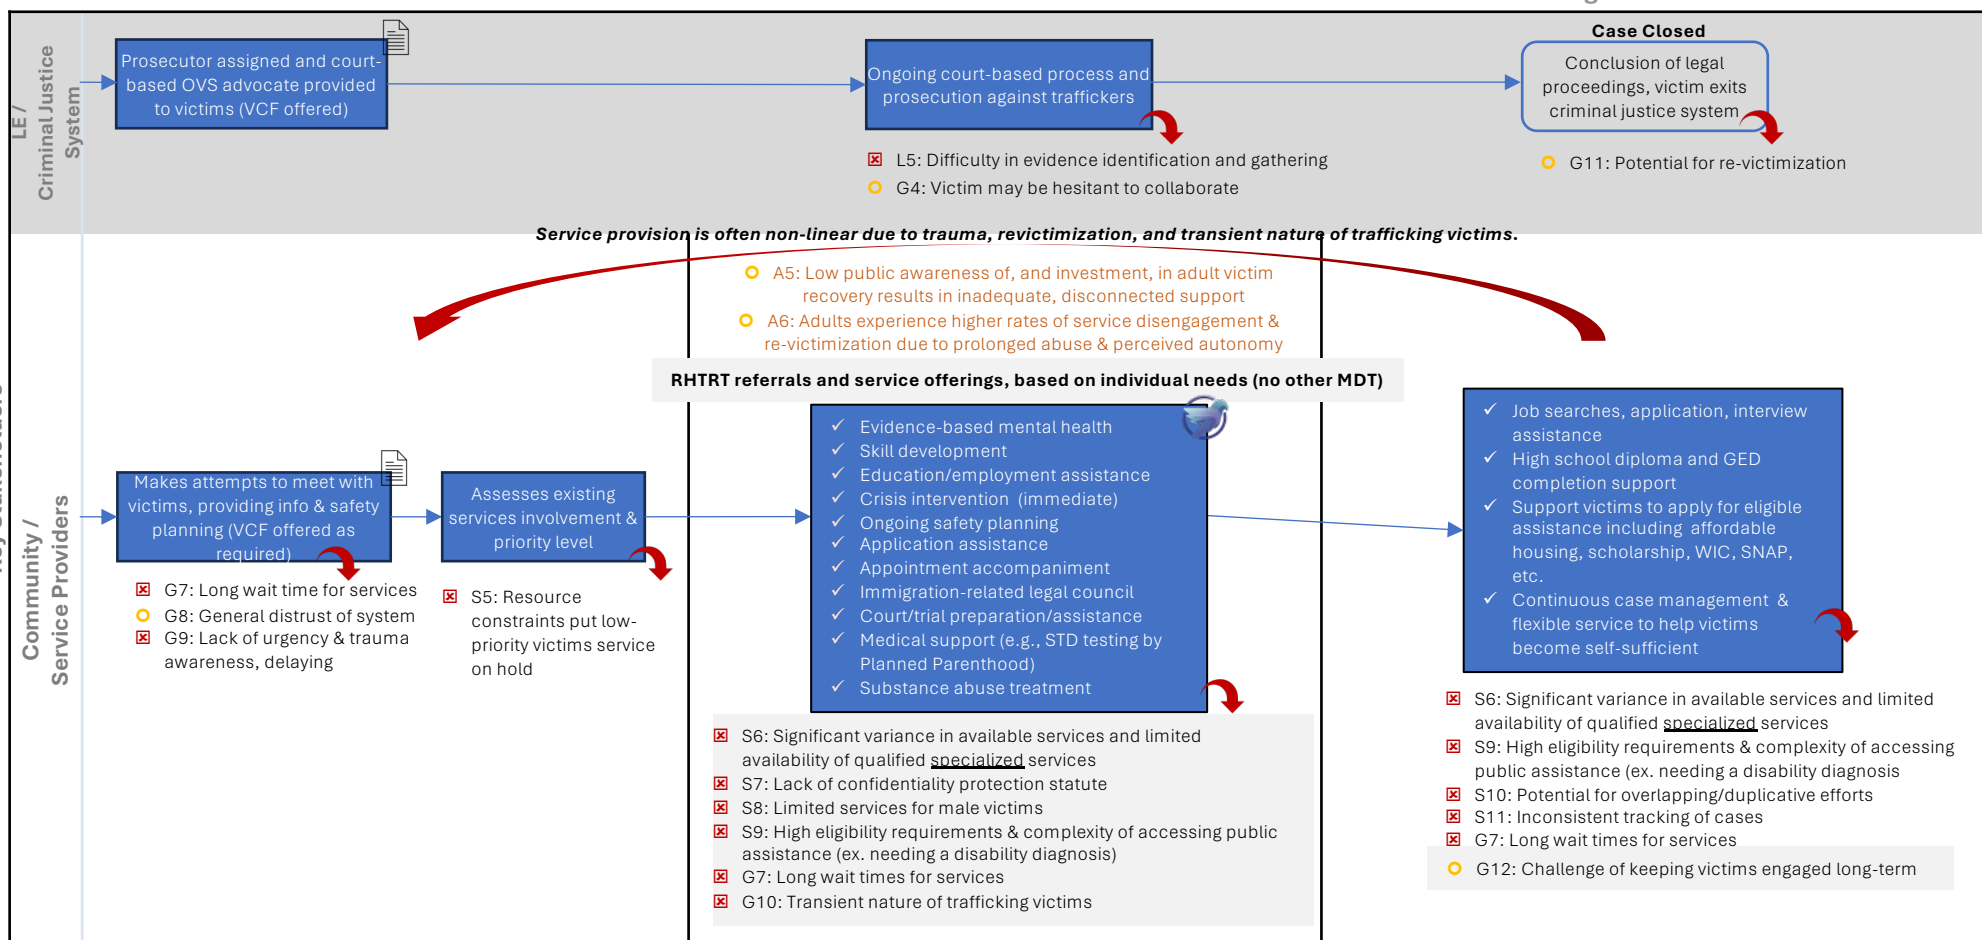 Case Closed
LE /
Criminal Justice
System
Prosecutor assigned and court-
based OVS advocate provided
to victims (VCF offered)
Ongoing court-based process and
prosecution against traffickers
Conclusion of legal
proceedings, victim exits
criminal justice system
L5: Difficulty in evidence identification and gathering
G4: Victim may be hesitant to collaborate
G11: Potential for re-victimization
Service provision is often non-linear due to trauma, revictimization, and transient nature of trafficking victims.
A5: Low public awareness of, and investment, in adult victim
recovery results in inadequate, disconnected support
A6: Adults experience higher rates of service disengagement &
re-victimization due to prolonged abuse & perceived autonomy
RHTRT referrals and service offerings, based on individual needs (no other MDT)
Community /
Service Providers
Makes attempts to meet with
victims, providing info & safety
planning (VCF offered as
required)
G7: Long wait time for services
G8: General distrust of system
G9: Lack of urgency & trauma
awareness, delaying
Assesses existing
services involvement &
priority level
S5: Resource
constraints put low-
priority victims service
on hold
Evidence-based mental health
Skill development
Education/employment assistance
Crisis intervention (immediate)
Ongoing safety planning
Application assistance
Appointment accompaniment
Immigration-related legal council
Court/trial preparation/assistance
Medical support (e.g., STD testing by
Planned Parenthood)
Substance abuse treatment
S6: Significant variance in available services and limited
availability of qualified specialized services
S7: Lack of confidentiality protection statute
S8: Limited services for male victims
S9: High eligibility requirements & complexity of accessing public
assistance (ex. needing a disability diagnosis)
G7: Long wait times for services
G10: Transient nature of trafficking victims
Job searches, application, interview
assistance
High school diploma and GED
completion support
Support victims to apply for eligible
assistance including affordable
housing, scholarship, WIC, SNAP,
etc.
Continuous case management &
flexible service to help victims
become self-sufficient
S6: Significant variance in available services and limited
availability of qualified specialized services
S9: High eligibility requirements & complexity of accessing
public assistance (ex. needing a disability diagnosis
S10: Potential for overlapping/duplicative efforts
S11: Inconsistent tracking of cases
G7: Long wait times for services
G12: Challenge of keeping victims engaged long-term